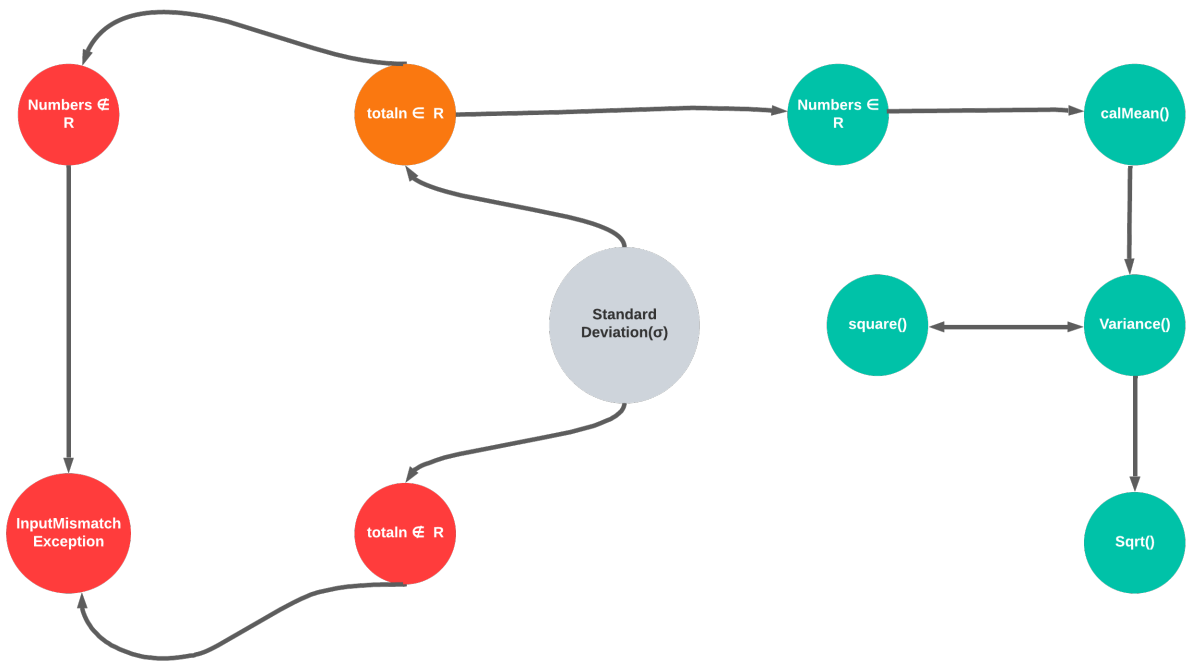 Numbers ∉
R
totaln ∈ R
Numbers ∈
R
calMean()
Standard
Deviation(σ)
square()
Variance()
InputMismatch
Exception
totaln ∉ R
Sqrt()